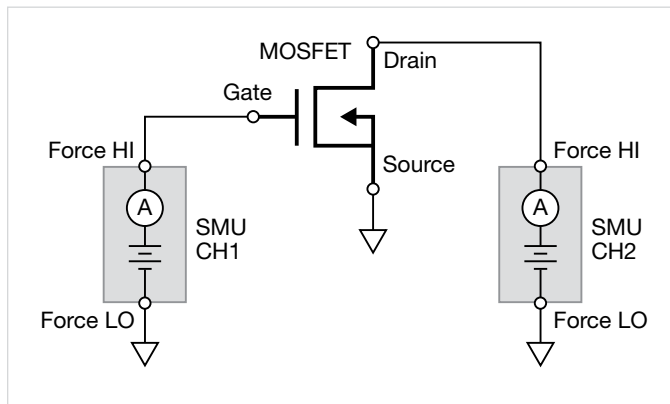 MOSFET
Drain
Gate
Force HI
Source
Force HI
A
SMU
CH1
A
SMU
CH2
Force LO
Force LO